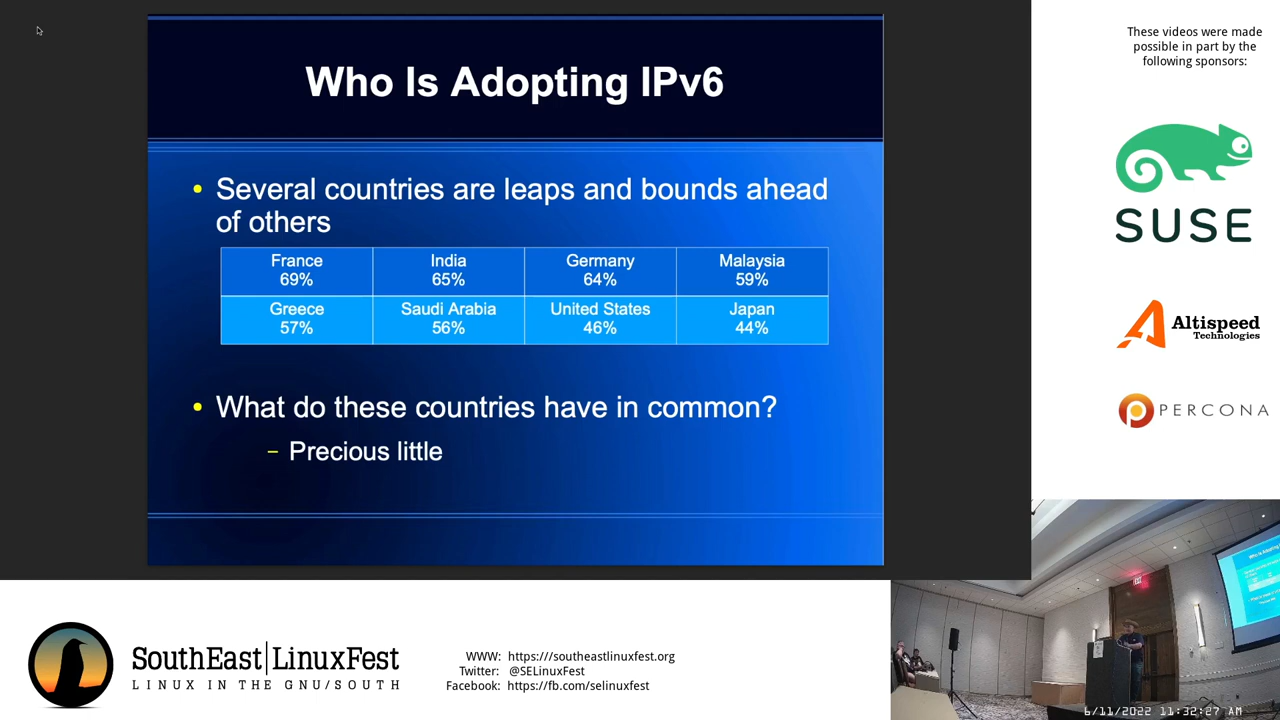 Who Is Adopting IPv6
• Several countries are leaps and bounds ahead
of others
France
69%
India
65%
Germany
64%
Malaysia
59%
Greece
57%
Saudi Arabia
56%
United States
46%
Japan
44%
• What do these countries have in common?
– Precious little
These videos were made
possible in part by the
following sponsors:
SUSE
Altispeed
Technologies
PERCONA
SouthEast|LinuxFest
LINUX IN THE GNU/SOUTH
WWW: https:///southeastlinuxfest.org
Twitter: @SELinuxFest
Facebook: https://fb.com/selinuxfest
6/11/2022 11:32:27 AM